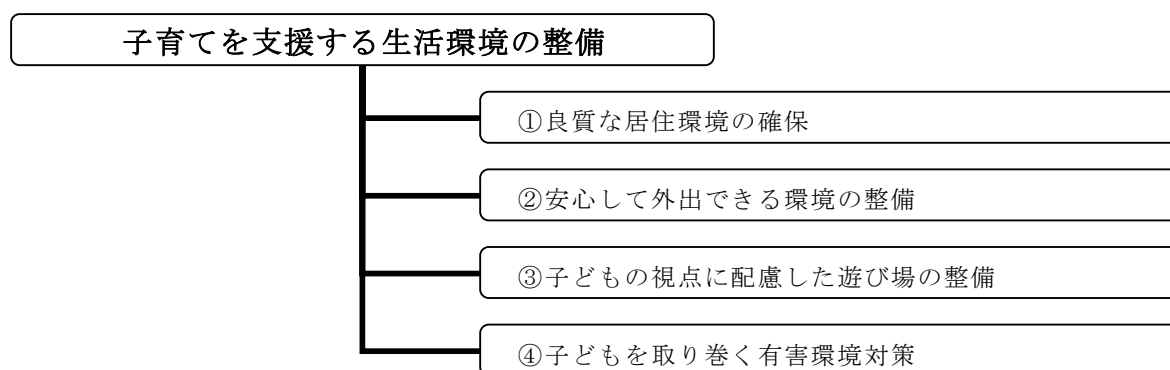 子育てを支援する生活環境の整備
①良質な居住環境の確保
②安心して外出できる環境の整備
③子どもの視点に配慮した遊び場の整備
④子どもを取り巻く有害環境対策